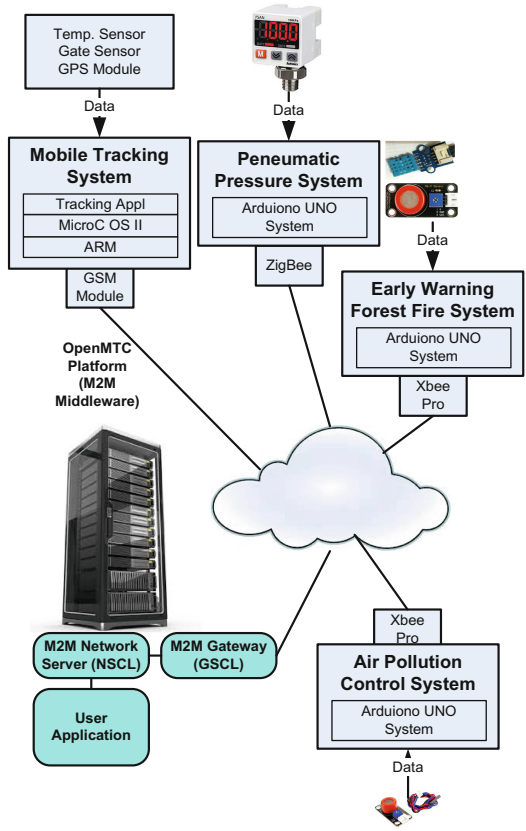 Temp. Sensor
Gate Sensor
GPS Module
Data
Mobile Tracking
System
Tracking Appl
MicroC OS II
ARM
GSM
Module
100.0
M
Data
Peneumatic
Pressure System
Arduiono UNO
System
ZigBee
Data
Early Warning
Forest Fire System
Arduiono UNO
System
Xbee
Pro
OpenMTC
Platform
(M2M
Middleware)
M2M Network
Server (NSCL)
M2M Gateway
(GSCL)
User
Application
Xbee
Pro
Air Pollution
Control System
Arduiono UNO
System
Data